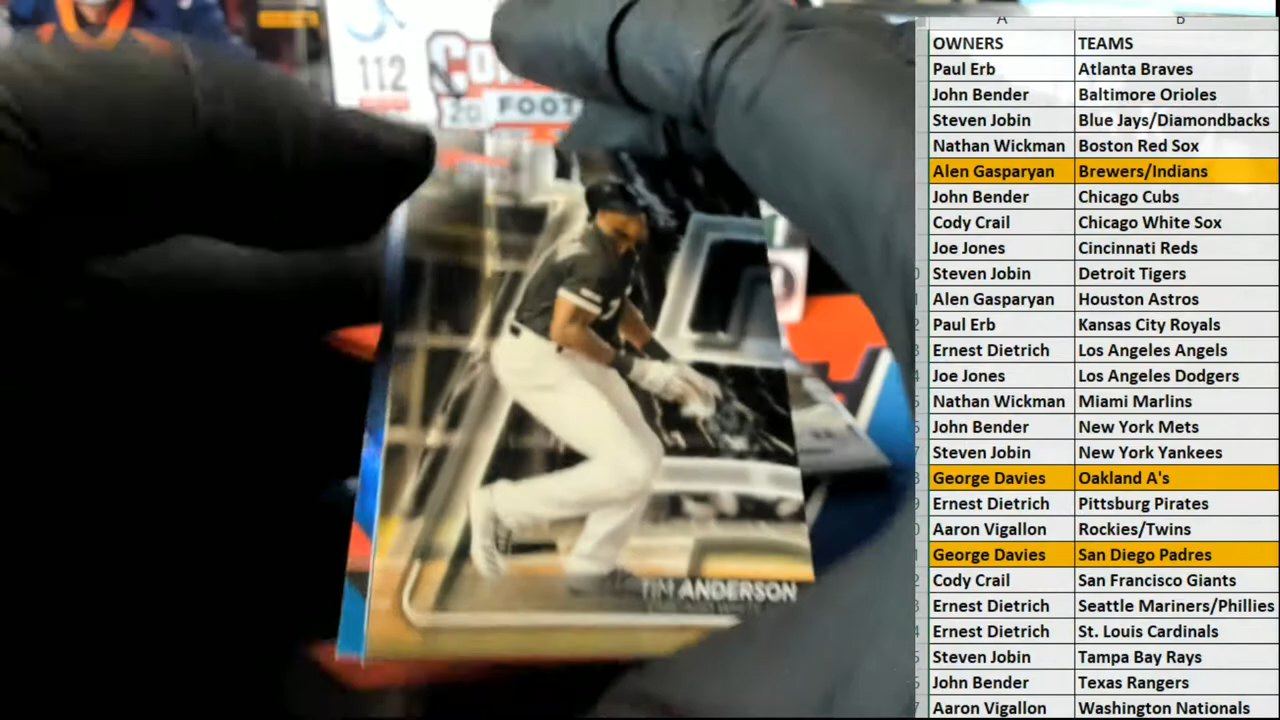 112
FOOT
TIM ANDERSON
A B
OWNERS TEAMS
Paul Erb Atlanta Braves
John Bender Baltimore Orioles
Steven Jobin Blue Jays/Diamondbacks
Nathan Wickman Boston Red Sox
Alen Gasparyan Brewers/Indians
John Bender Chicago Cubs
Cody Crail Chicago White Sox
Joe Jones Cincinnati Reds
Steven Jobin Detroit Tigers
Alen Gasparyan Houston Astros
Paul Erb Kansas City Royals
Ernest Dietrich Los Angeles Angels
Joe Jones Los Angeles Dodgers
Nathan Wickman Miami Marlins
John Bender New York Mets
Steven Jobin New York Yankees
George Davies Oakland A's
Ernest Dietrich Pittsburg Pirates
Aaron Vigallon Rockies/Twins
George Davies San Diego Padres
Cody Crail San Francisco Giants
Ernest Dietrich Seattle Mariners/Phillies
Ernest Dietrich St. Louis Cardinals
Steven Jobin Tampa Bay Rays
John Bender Texas Rangers
Aaron Vigallon Washington Nationals